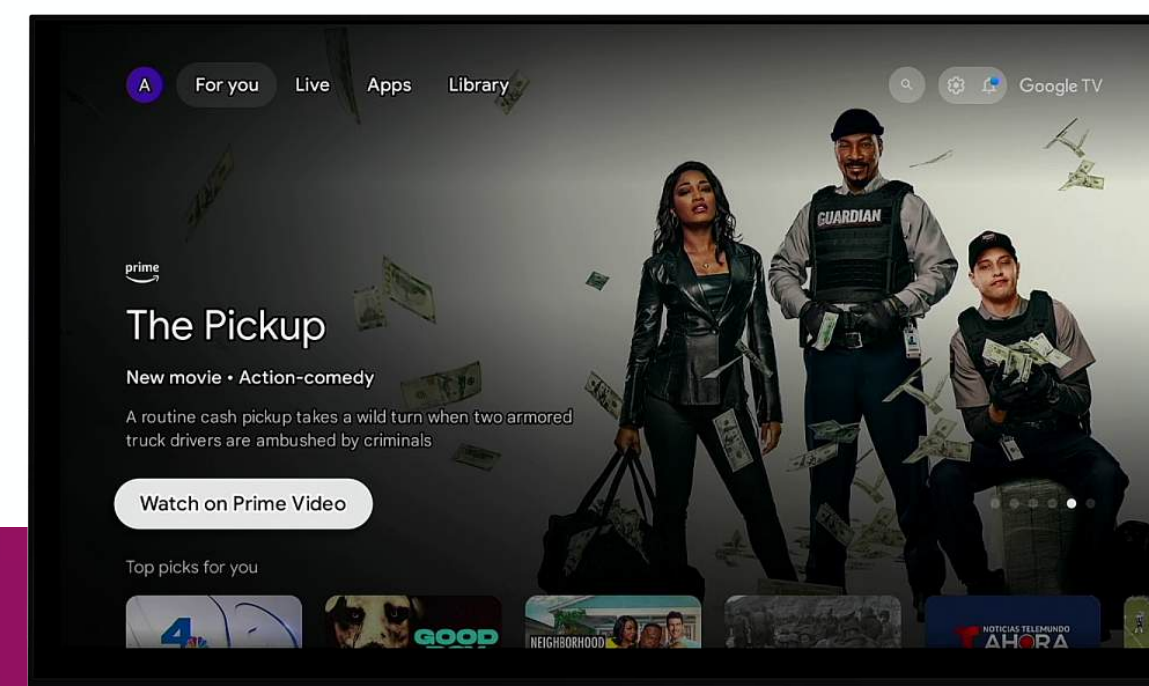 A
For you
Live
Apps
Library
Google TV
GUARDIAN
prime
The Pickup
New movie • Action-comedy
A routine cash pickup takes a wild turn when two armored
truck drivers are ambushed by criminals
Watch on Prime Video
Top picks for you
4
GOOD
NEIGHBORHOOD
NOTICIAS TELEMUNDO
AHORA